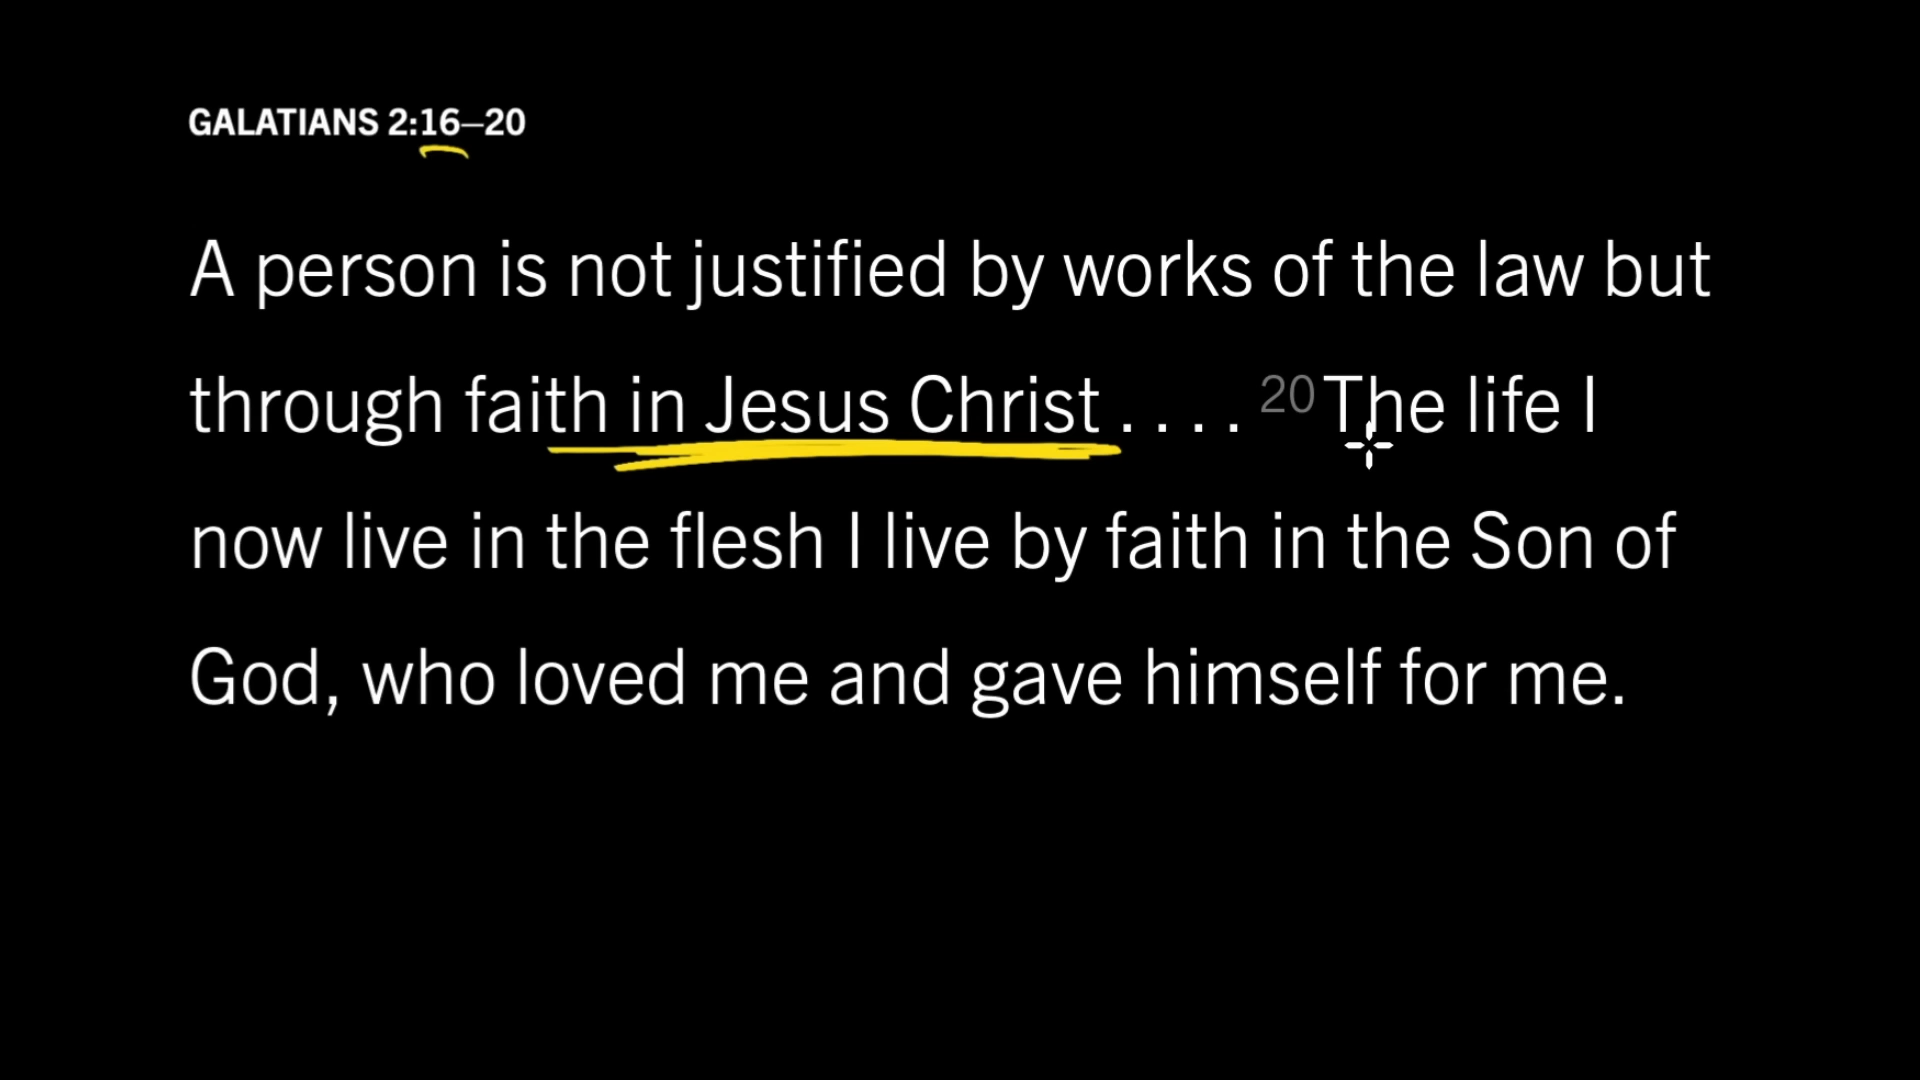 GALATIANS 2:16–20
A person is not justified by works of the law but
through faith in Jesus Christ . . . . 20 The life I
now live in the flesh I live by faith in the Son of
God, who loved me and gave himself for me.